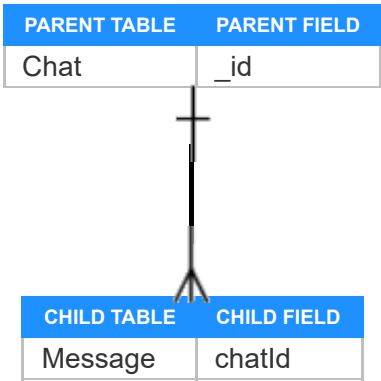 PARENT TABLE PARENT FIELD
Chat _id
CHILD TABLE CHILD FIELD
Message chatId